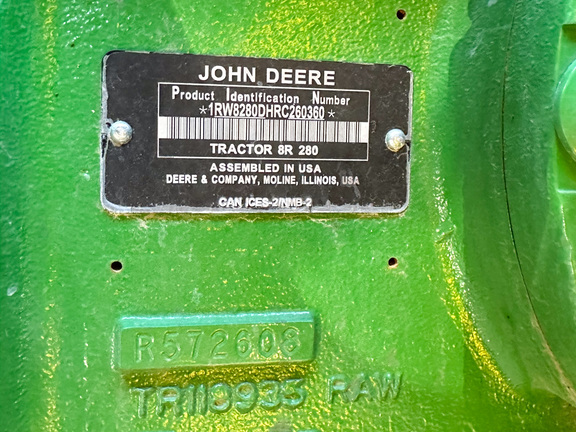 JOHN DEERE
Product Identification Number
*1RW8280DHRC260360*
TRACTOR 8R 280
ASSEMBLED IN USA
DEERE & COMPANY, MOLINE, ILLINOIS, USA
CAN ICES-2/NMB-2
R572608
TR110935 RAW